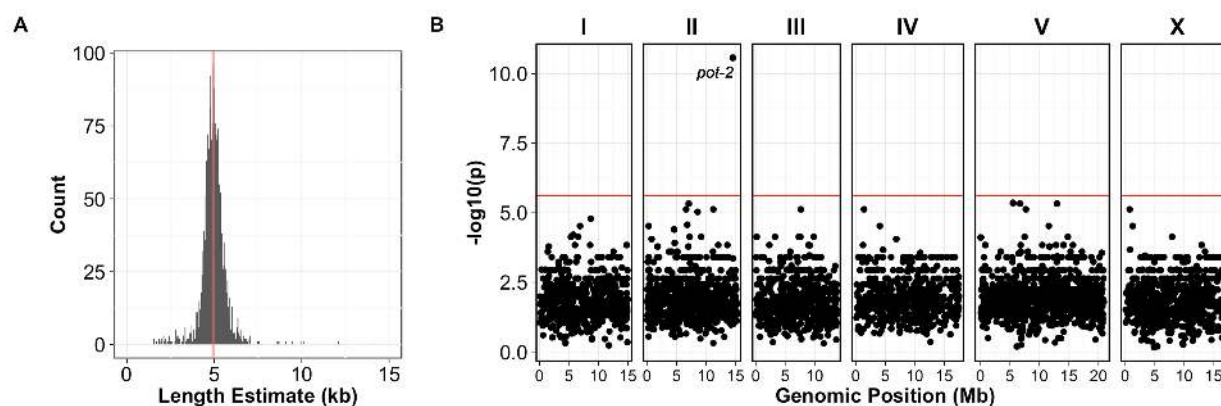 A
100
75
50
25
0
Count
0 5 10 15
Length Estimate (kb)
B
I II III IV V X
pot-2
10.0
7.5
5.0
2.5
0.0
-log10(p)
0 5 10 15 0 5 10 15 0 5 10 0 5 10 15 0 5 10 15 20 0 5 10 15
Genomic Position (Mb)